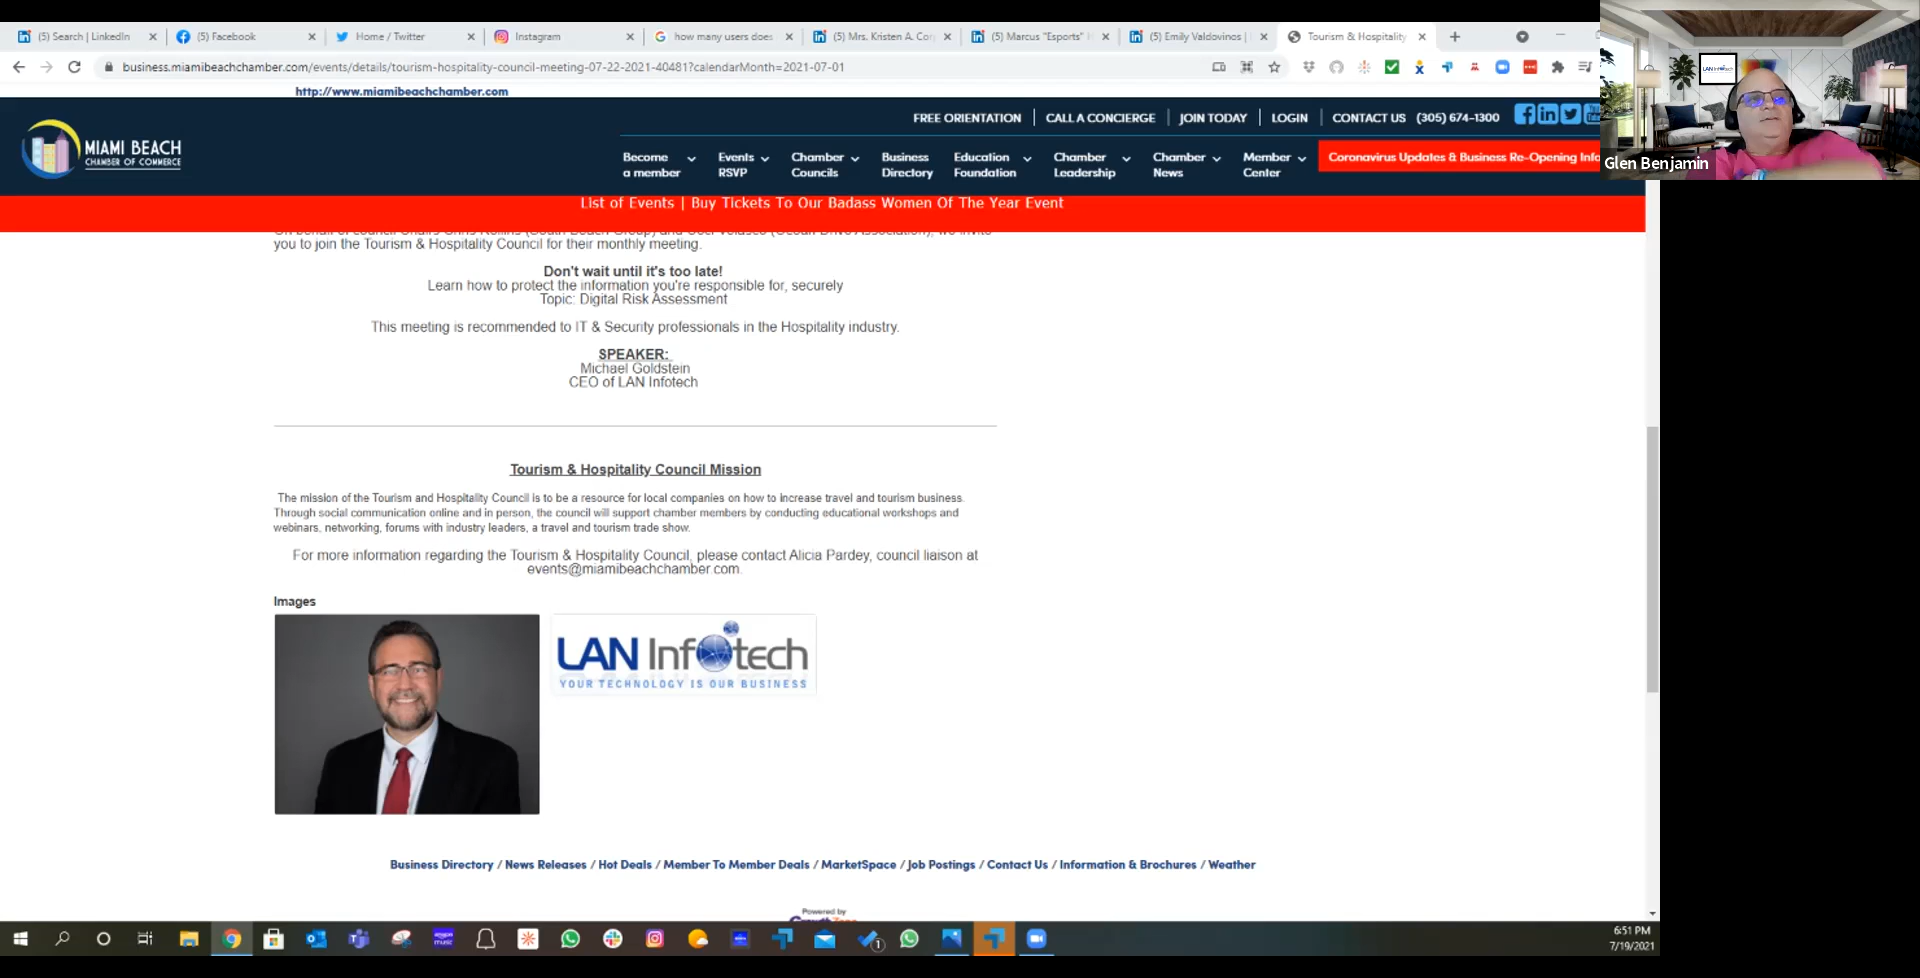 (5) Search | LinkedIn
(5) Facebook
Home / Twitter
Instagram
how many users does
(5) Mrs. Kristen A. Cor
(5) Marcus "Esports"
(5) Emily Valdovinos |
Tourism & Hospitality
business.miamibeachchamber.com/events/details/tourism-hospitality-council-meeting-07-22-2021-40481?calendarMonth=2021-07-01
http://www.miamibeachchamber.com
FREE ORIENTATION
CALL A CONCIERGE
JOIN TODAY
LOGIN
CONTACT US (305) 674-1300
MIAMI BEACH
CHAMBER OF COMMERCE
Become
a member
Events
RSVP
Chamber
Councils
Business
Directory
Education
Foundation
Chamber
Leadership
Chamber
News
Member
Center
Coronavirus Updates & Business Re-Opening Info
LAN Infotech
Glen Benjamin
List of Events | Buy Tickets To Our Badass Women Of The Year Event
you to join the Tourism & Hospitality Council for their monthly meeting.
Don't wait until it's too late!
Learn how to protect the information you're responsible for, securely
Topic: Digital Risk Assessment
This meeting is recommended to IT & Security professionals in the Hospitality industry.
SPEAKER:
Michael Goldstein
CEO of LAN Infotech
Tourism & Hospitality Council Mission
The mission of the Tourism and Hospitality Council is to be a resource for local companies on how to increase travel and tourism business.
Through social communication online and in person, the council will support chamber members by conducting educational workshops and
webinars, networking, forums with industry leaders, a travel and tourism trade show.
For more information regarding the Tourism & Hospitality Council, please contact Alicia Pardey, council liaison at
events@miamibeachchamber.com.
Images
LAN Infotech
YOUR TECHNOLOGY IS OUR BUSINESS
Business Directory / News Releases / Hot Deals / Member To Member Deals / MarketSpace / Job Postings / Contact Us / Information & Brochures / Weather
Powered by
6:51 PM
7/19/2021